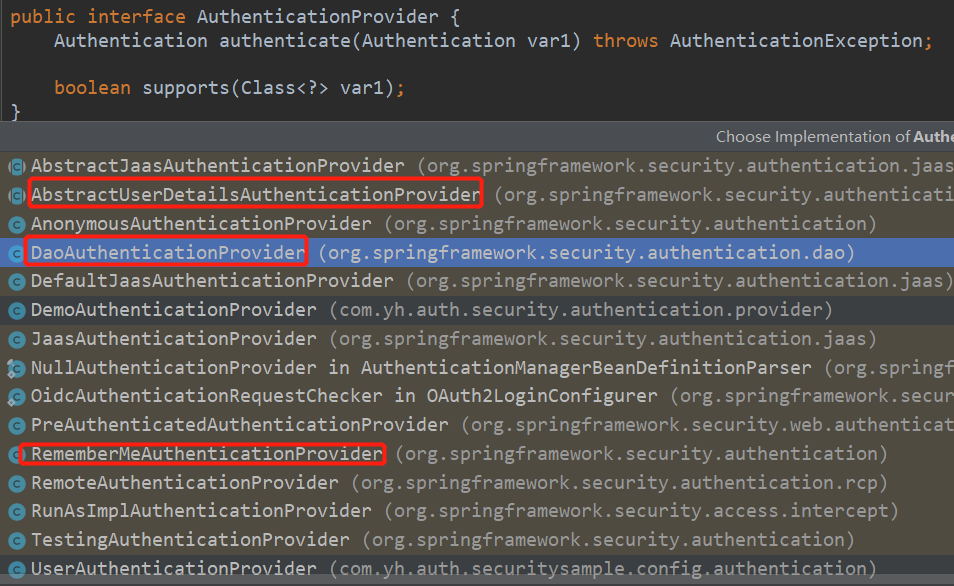 public interface AuthenticationProvider {
    Authentication authenticate(Authentication var1) throws AuthenticationException;
    boolean supports(Class<?> var1);
}
Choose Implementation of Authe
AbstractJaasAuthenticationProvider (org.springframework.security.authentication.jaas
AbstractUserDetailsAuthenticationProvider (org.springframework.security.authenticati
AnonymousAuthenticationProvider (org.springframework.security.authentication)
DaoAuthenticationProvider (org.springframework.security.authentication.dao)
DefaultJaasAuthenticationProvider (org.springframework.security.authentication.jaas)
DemoAuthenticationProvider (com.yh.auth.security.authentication.provider)
JaasAuthenticationProvider (org.springframework.security.authentication.jaas)
NullAuthenticationProvider in AuthenticationManagerBeanDefinitionParser (org.springf
OidcAuthenticationRequestChecker in OAuth2LoginConfigurer (org.springframework.secur
PreAuthenticatedAuthenticationProvider (org.springframework.security.web.authenticat
RememberMeAuthenticationProvider (org.springframework.security.authentication)
RemoteAuthenticationProvider (org.springframework.security.authentication.rcp)
RunAsImplAuthenticationProvider (org.springframework.security.access.intercept)
TestingAuthenticationProvider (org.springframework.security.authentication)
UserAuthenticationProvider (com.yh.auth.securitysample.config.authentication)